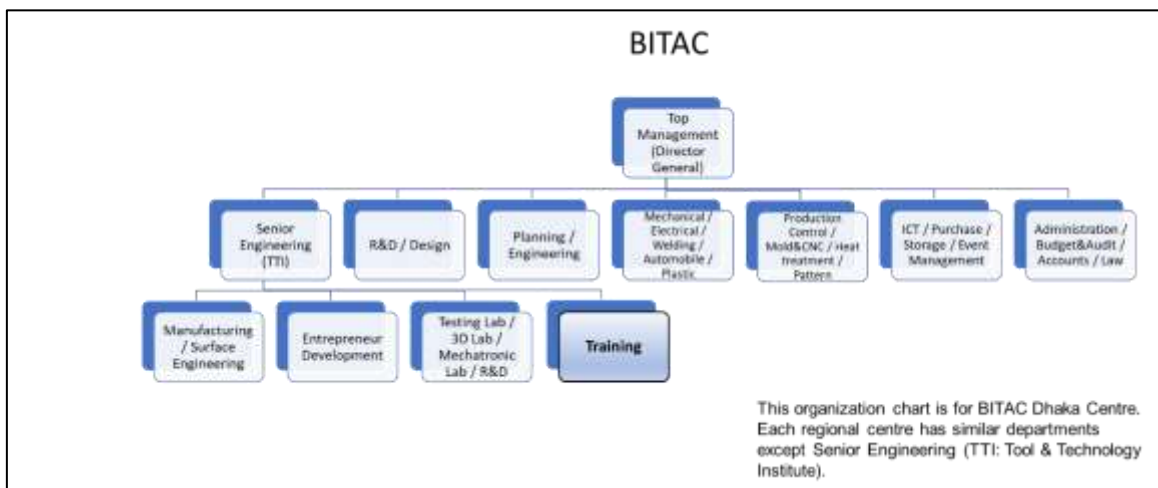 BITAC
Top
Management
(Director
General)
Senior
Engineering
(TTI)
R&D / Design
Planning /
Engineering
Mechanical /
Electrical /
Welding /
Automobile /
Plastic
Production
Control /
Mold&CNC / Heat
treatment /
Pattern
ICT / Purchase /
Storage / Event
Management
Administration /
Budget&Audit /
Accounts / Law
Manufacturing
/ Surface
Engineering
Entrepreneur
Development
Testing Lab /
3D Lab /
Mechatronic
Lab / R&D
Training
This organization chart is for BITAC Dhaka Centre.
Each regional centre has similar departments
except Senior Engineering (TTI: Tool & Technology
Institute).